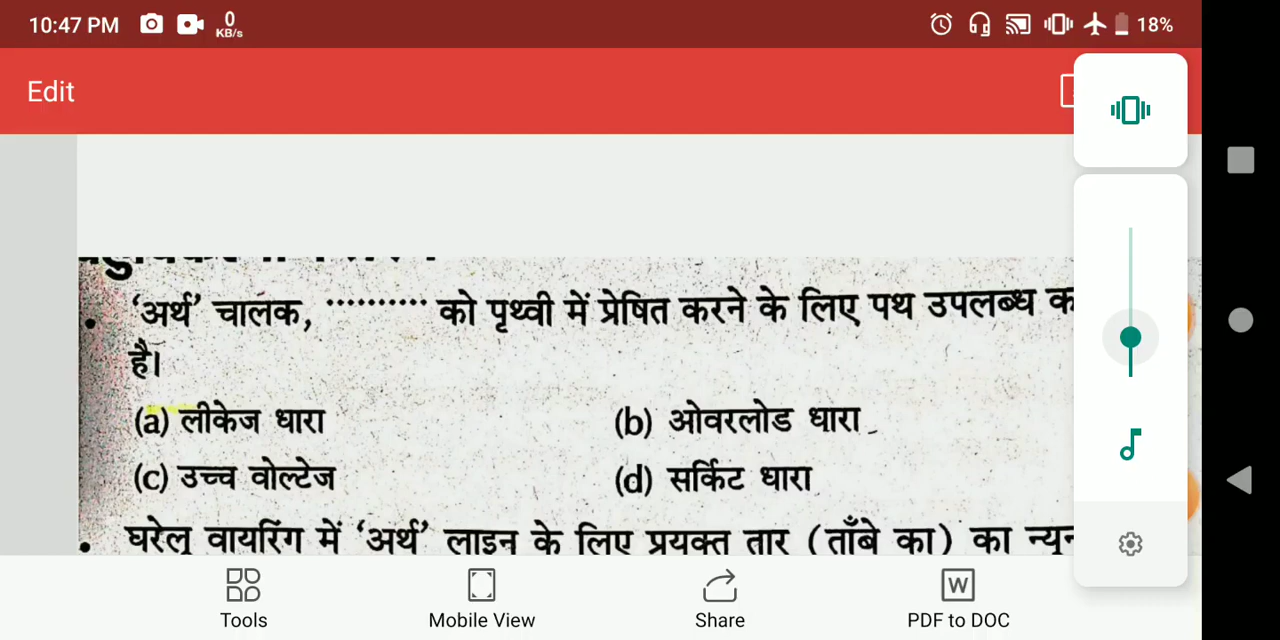 10:47 PM 0 KB/s 18%
Edit
'अर्थ' चालक, .......... को पृथ्वी में प्रेषित करने के लिए पथ उपलब्ध
है।
(a) लीकेज धारा (b) ओवरलोड धारा
(c) उच्च वोल्टेज (d) सर्किट धारा
घरेलू वायरिंग में 'अर्थ' लाइन के लिए प्रयुक्त तार (ताँबे का) का
Tools Mobile View Share PDF to DOC